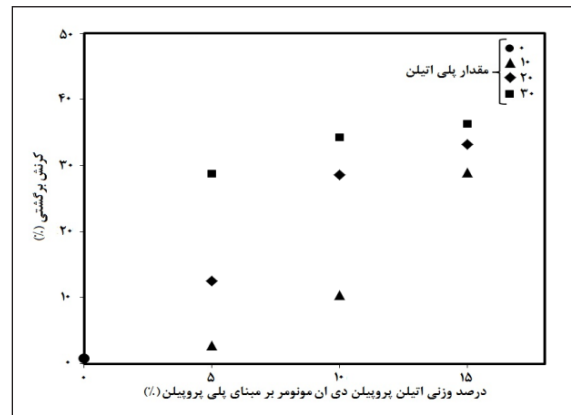 ۵۰
۴۰
۳۰
۲۰
۱۰
۰
کرنش برگشتی (٪)
مقدار پلی اتیلن
۰
۱۰
۲۰
۳۰
۰ ۵ ۱۰ ۱۵
درصد وزنی اتیلن پروپیلن دی ان مونومر بر مبنای پلی پروپیلن (٪)